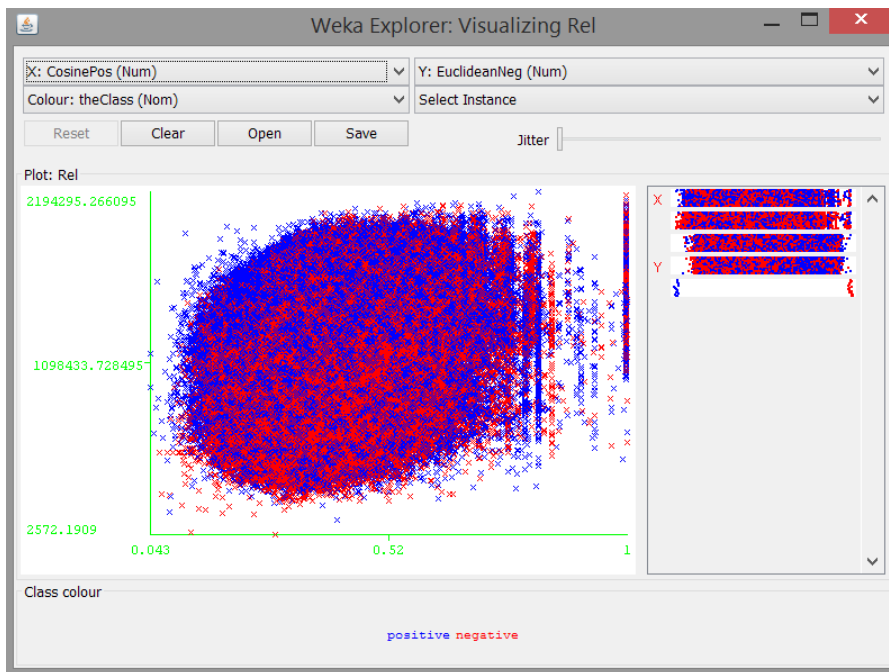 Weka Explorer: Visualizing Rel
X: CosinePos (Num)
Y: EuclideanNeg (Num)
Colour: theClass (Nom)
Select Instance
Reset
Clear
Open
Save
Jitter
Plot: Rel
2194295.266095
1098433.728495
2572.1909
0.043
0.52
1
X
Y
Class colour
positive negative